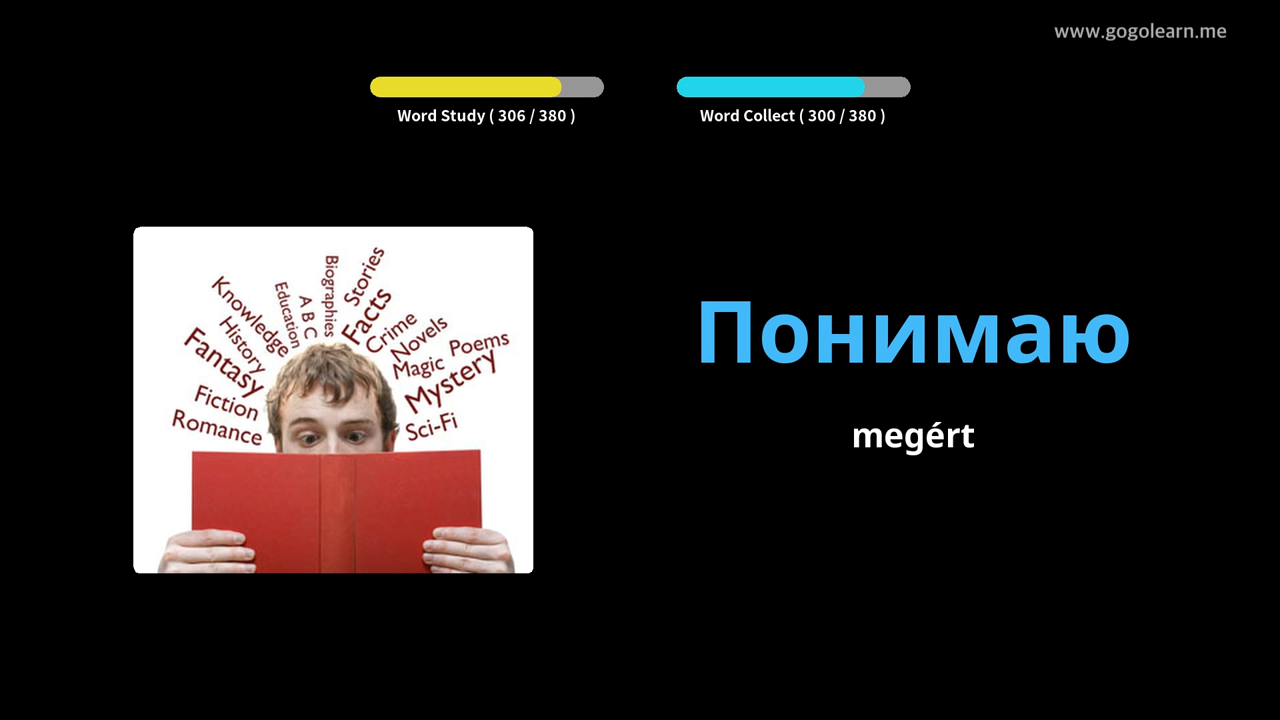 www.gogolearn.me
Word Study ( 306 / 380 )
Word Collect ( 300 / 380 )
Knowledge
History
Education
A B C
Biographies
Stories
Facts
Crime
Novels
Magic
Poems
Mystery
Sci-Fi
Fantasy
Fiction
Romance
Понимаю
megért